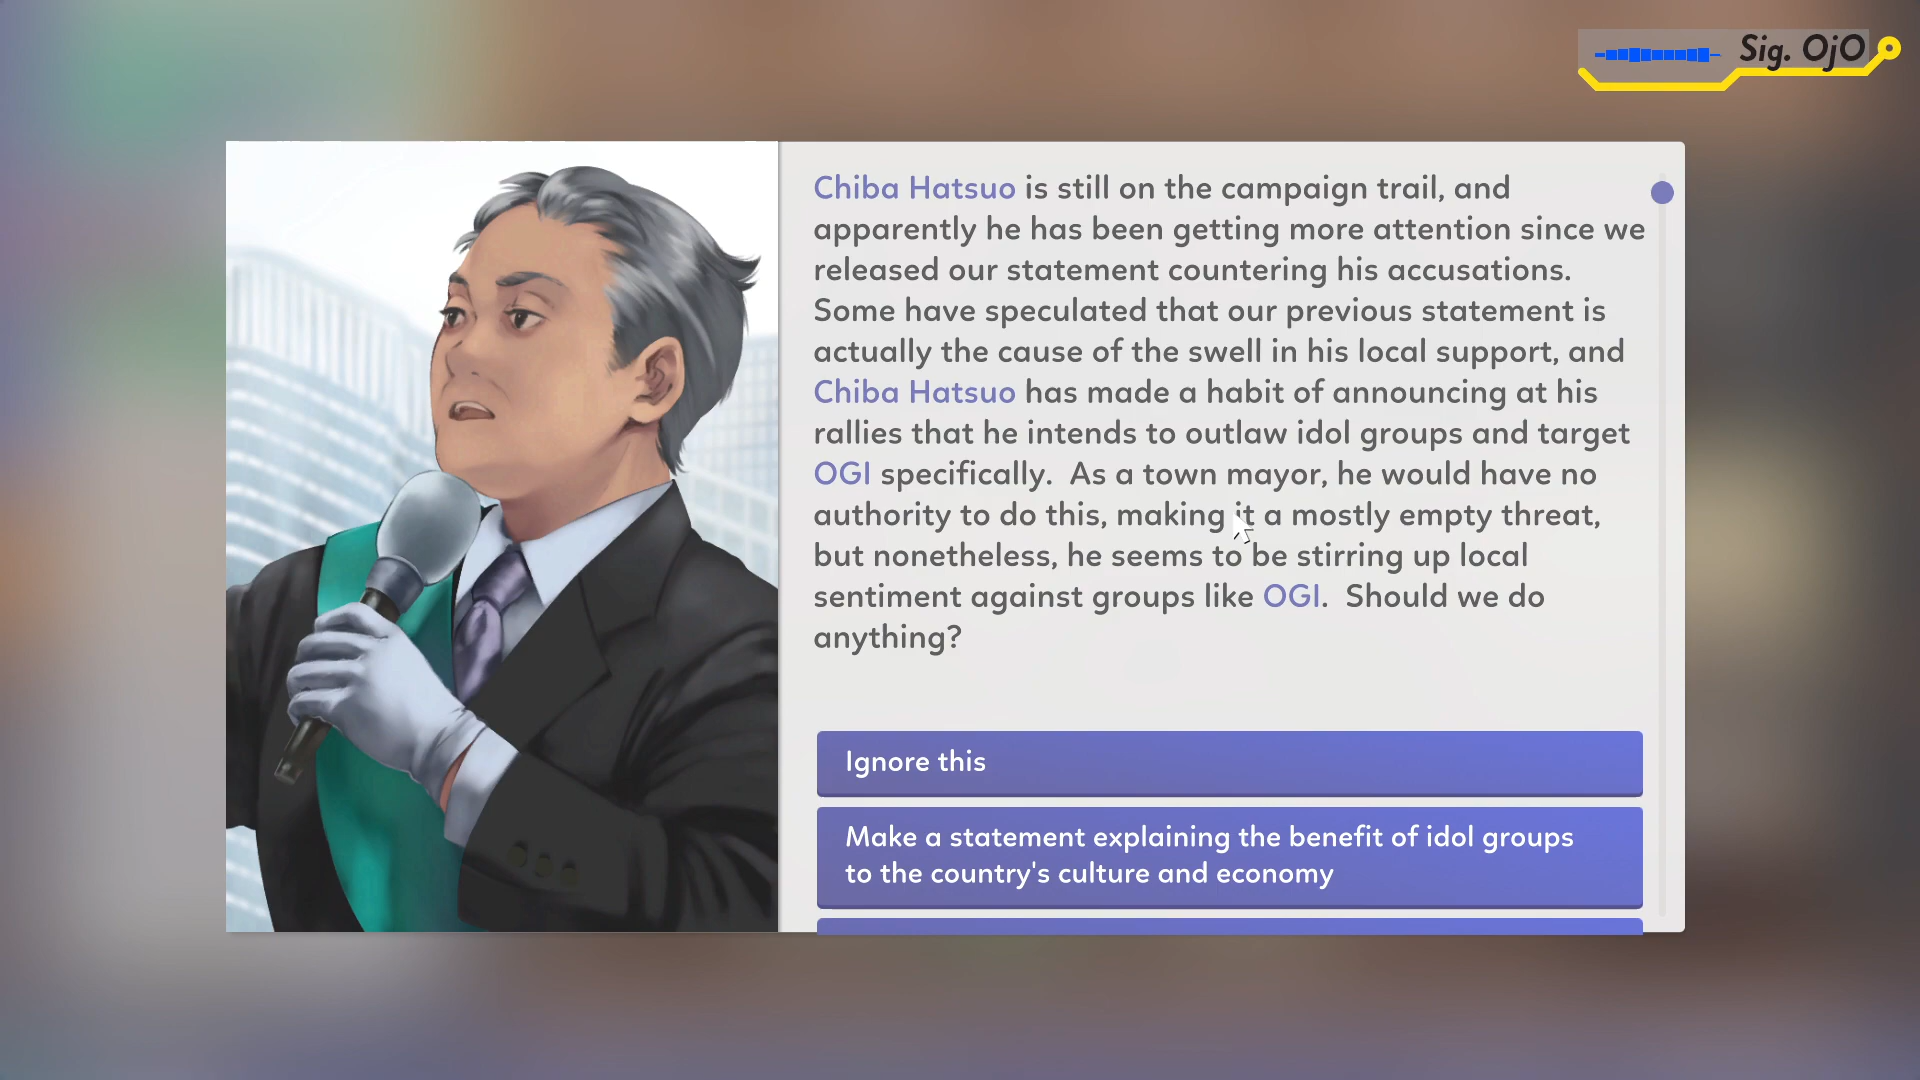 Sig. OjO
Chiba Hatsuo is still on the campaign trail, and
apparently he has been getting more attention since we
released our statement countering his accusations.
Some have speculated that our previous statement is
actually the cause of the swell in his local support, and
Chiba Hatsuo has made a habit of announcing at his
rallies that he intends to outlaw idol groups and target
OGI specifically.  As a town mayor, he would have no
authority to do this, making it a mostly empty threat,
but nonetheless, he seems to be stirring up local
sentiment against groups like OGI.  Should we do
anything?
Ignore this
Make a statement explaining the benefit of idol groups
to the country's culture and economy